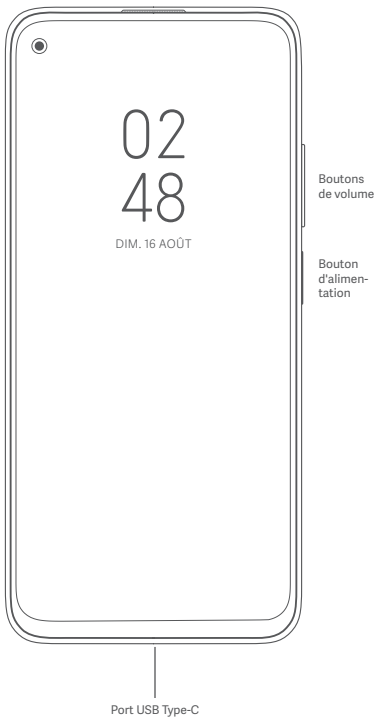 02
48
DIM. 16 AOÛT
Boutons
de volume
Bouton
d'alimen-
tation
Port USB Type-C